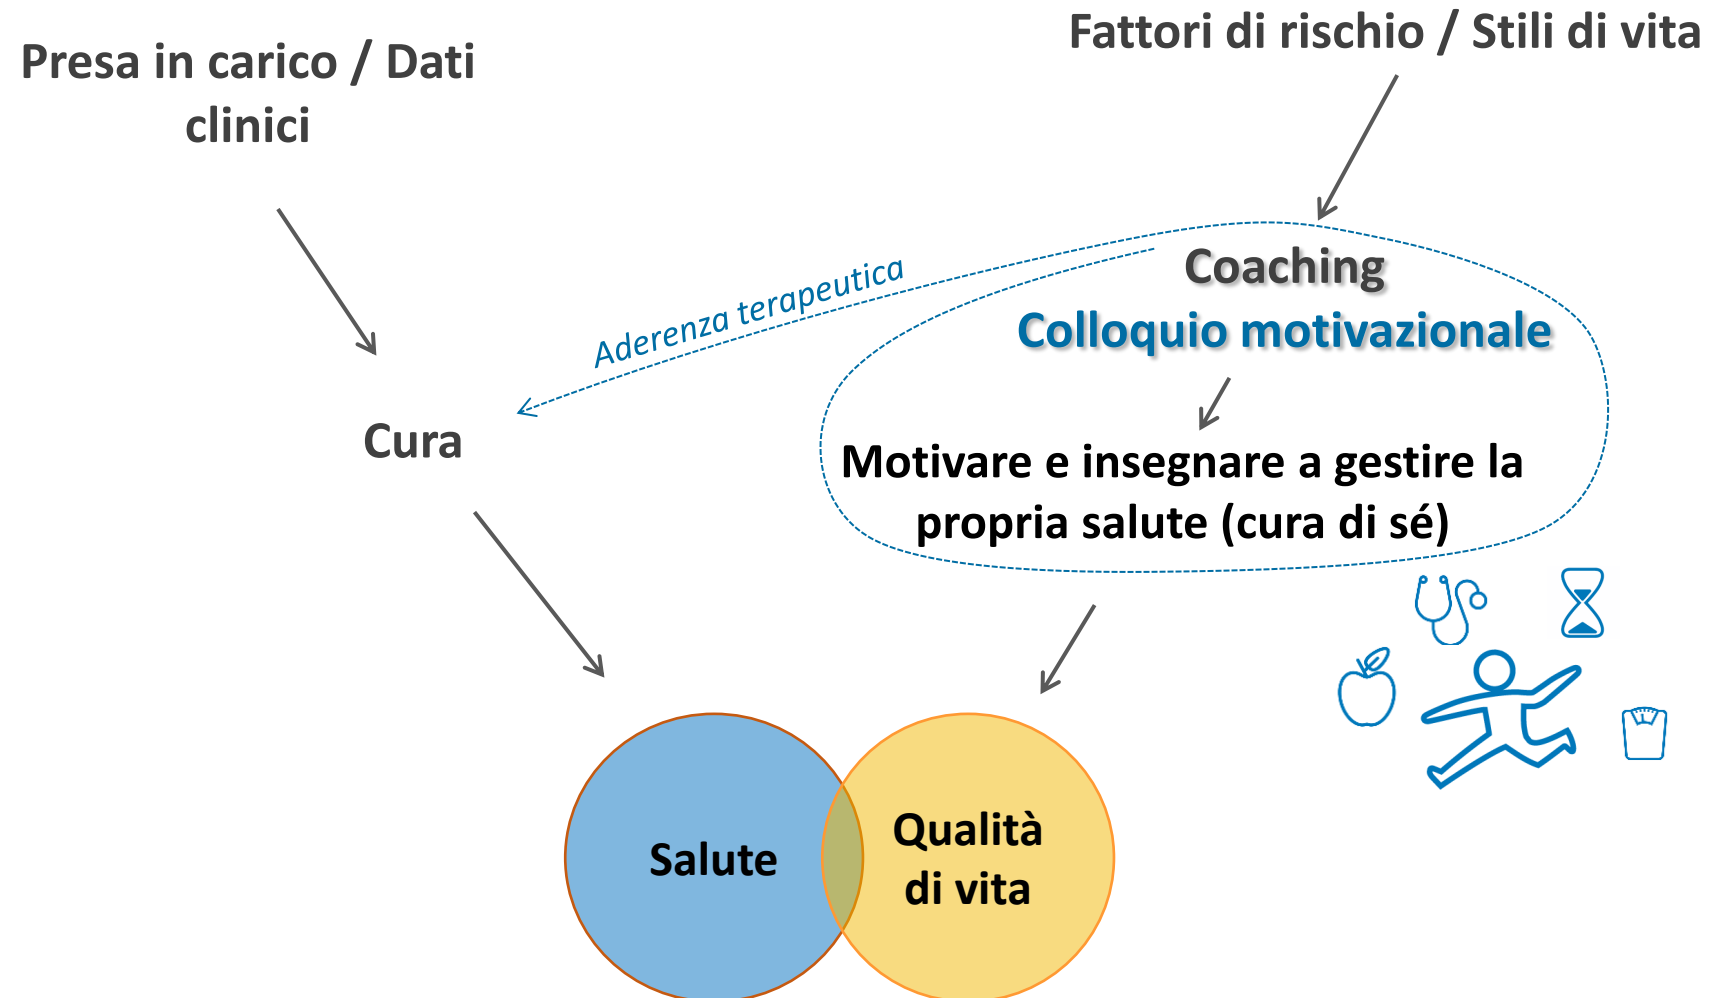 Presa in carico / Dati
clinici
Fattori di rischio / Stili di vita
Coaching
Colloquio motivazionale
Aderenza terapeutica
Cura
Motivare e insegnare a gestire la
propria salute (cura di sé)
Salute
Qualità
di vita